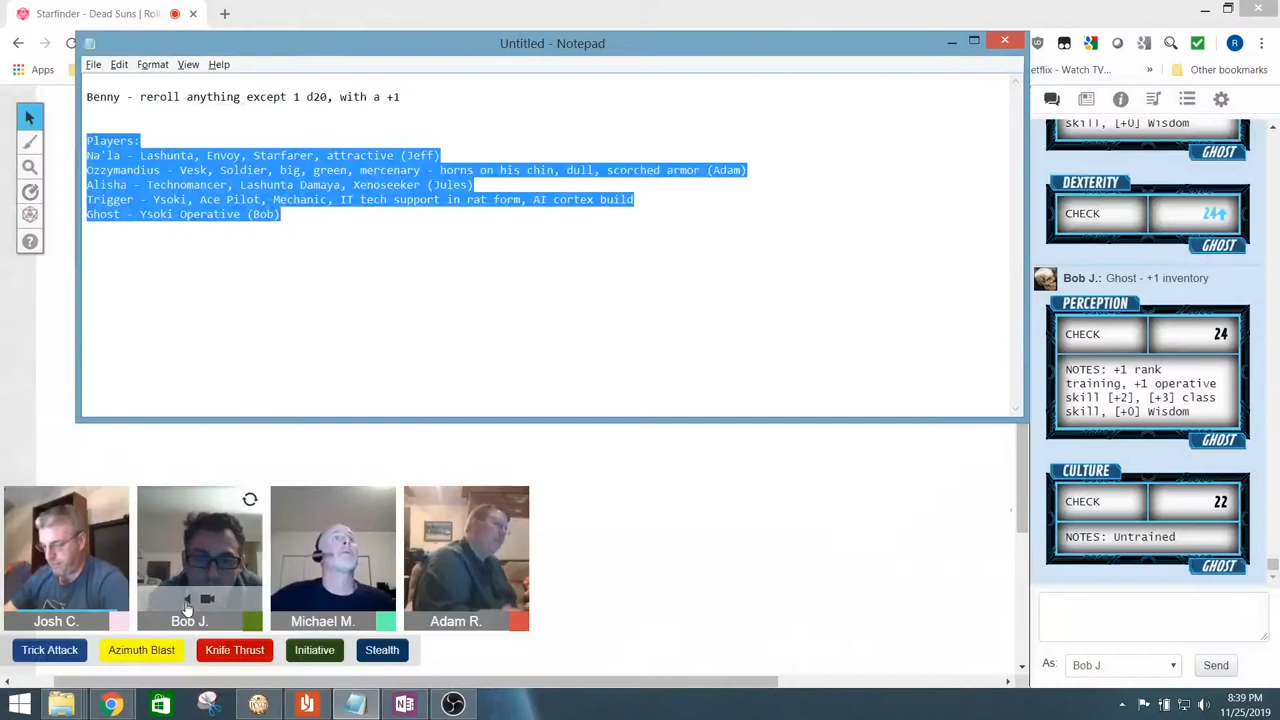 Starfinder - Dead Suns | Roll
Untitled - Notepad
Apps
etflix - Watch TV...
»
Other bookmarks
R
File Edit Format View Help
Benny - reroll anything except 1 d20, with a +1
Players:
Na'la - Lashunta, Envoy, Starfarer, attractive (Jeff)
Ozzymandius - Vesk, Soldier, big, green, mercenary - horns on his chin, dull, scorched armor (Adam)
Alisha - Technomancer, Lashunta Damaya, Xenoseeker (Jules)
Trigger - Ysoki, Ace Pilot, Mechanic, IT tech support in rat form, AI cortex build
Ghost - Ysoki Operative (Bob)
skill, [+0] Wisdom
GHOST
DEXTERITY
CHECK 24
GHOST
Bob J.: Ghost - +1 inventory
PERCEPTION
CHECK 24
NOTES: +1 rank
training, +1 operative
skill [+2], [+3] class
skill, [+0] Wisdom
GHOST
CULTURE
CHECK 22
NOTES: Untrained
GHOST
As: Bob J. Send
Josh C. Bob J. Michael M. Adam R.
Trick Attack Azimuth Blast Knife Thrust Initiative Stealth
8:39 PM
11/25/2019